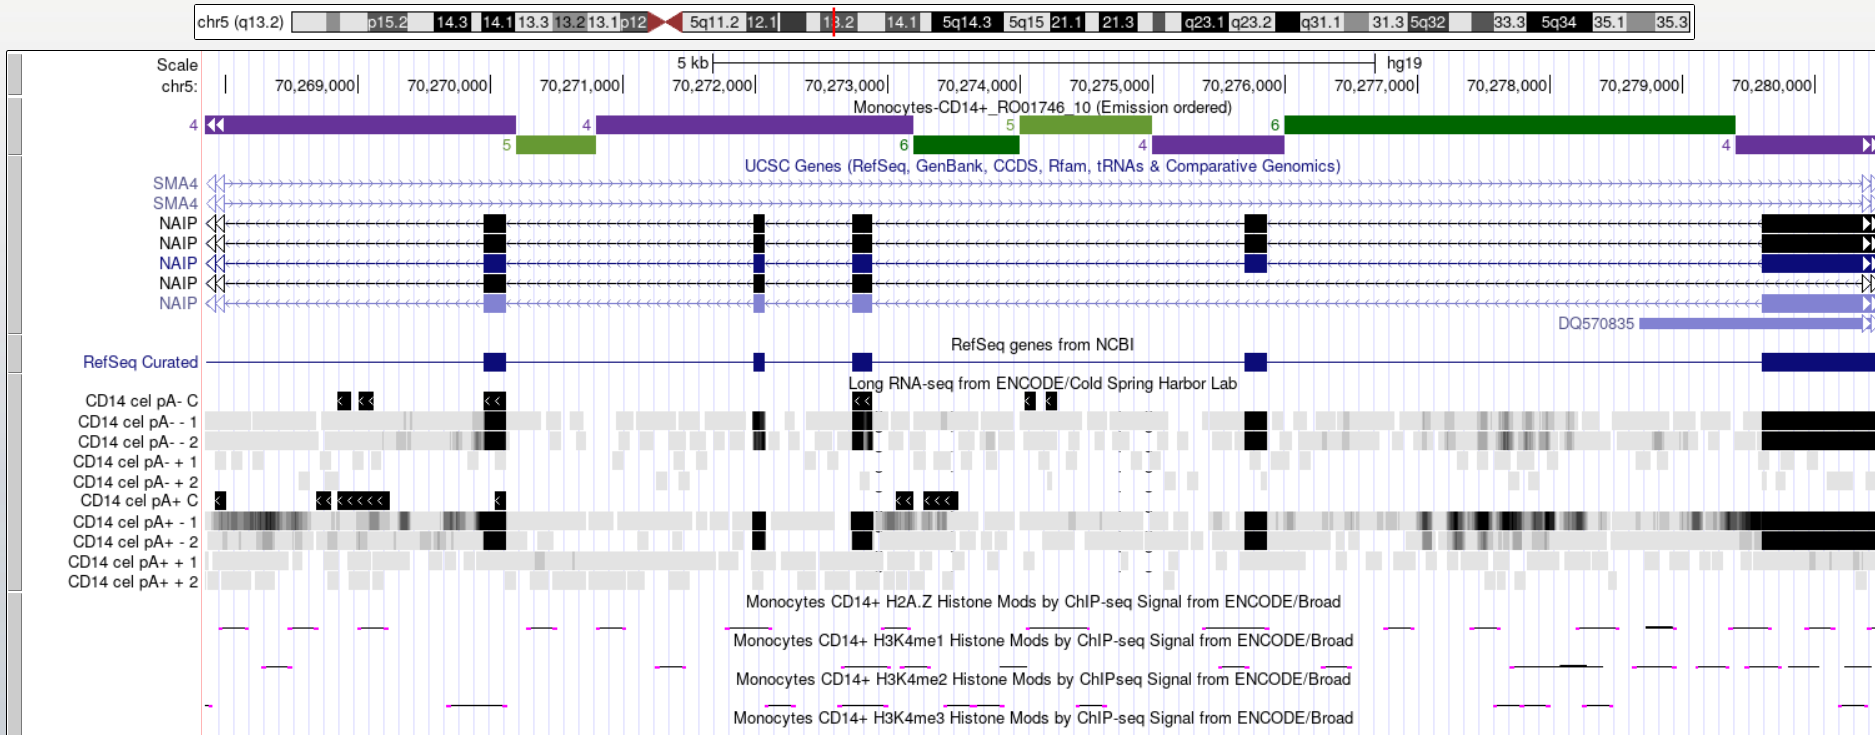 chr5 (q13.2) p15.2 14.3 14.1 13.3 13.2 13.1 p12 5q11.2 12.1 13.2 14.1 5q14.3 5q15 21.1 21.3 q23.1 q23.2 q31.1 31.3 5q32 33.3 5q34 35.1 35.3
Scale 5 kb hg19
chr5: 70,269,000 70,270,000 70,271,000 70,272,000 70,273,000 70,274,000 70,275,000 70,276,000 70,277,000 70,278,000 70,279,000 70,280,000
Monocytes-CD14+_RO01746_10 (Emission ordered)
4 4 5 6
5 6 4 4
UCSC Genes (RefSeq, GenBank, CCDS, Rfam, tRNAs & Comparative Genomics)
SMA4
SMA4
NAIP
NAIP
NAIP
NAIP
NAIP
DQ570835
RefSeq genes from NCBI
RefSeq Curated
Long RNA-seq from ENCODE/Cold Spring Harbor Lab
CD14 cel pA- C
CD14 cel pA- - 1
CD14 cel pA- - 2
CD14 cel pA- + 1
CD14 cel pA- + 2
CD14 cel pA+ C
CD14 cel pA+ - 1
CD14 cel pA+ - 2
CD14 cel pA+ + 1
CD14 cel pA+ + 2
Monocytes CD14+ H2A.Z Histone Mods by ChIP-seq Signal from ENCODE/Broad
Monocytes CD14+ H3K4me1 Histone Mods by ChIP-seq Signal from ENCODE/Broad
Monocytes CD14+ H3K4me2 Histone Mods by ChIPseq Signal from ENCODE/Broad
Monocytes CD14+ H3K4me3 Histone Mods by ChIP-seq Signal from ENCODE/Broad